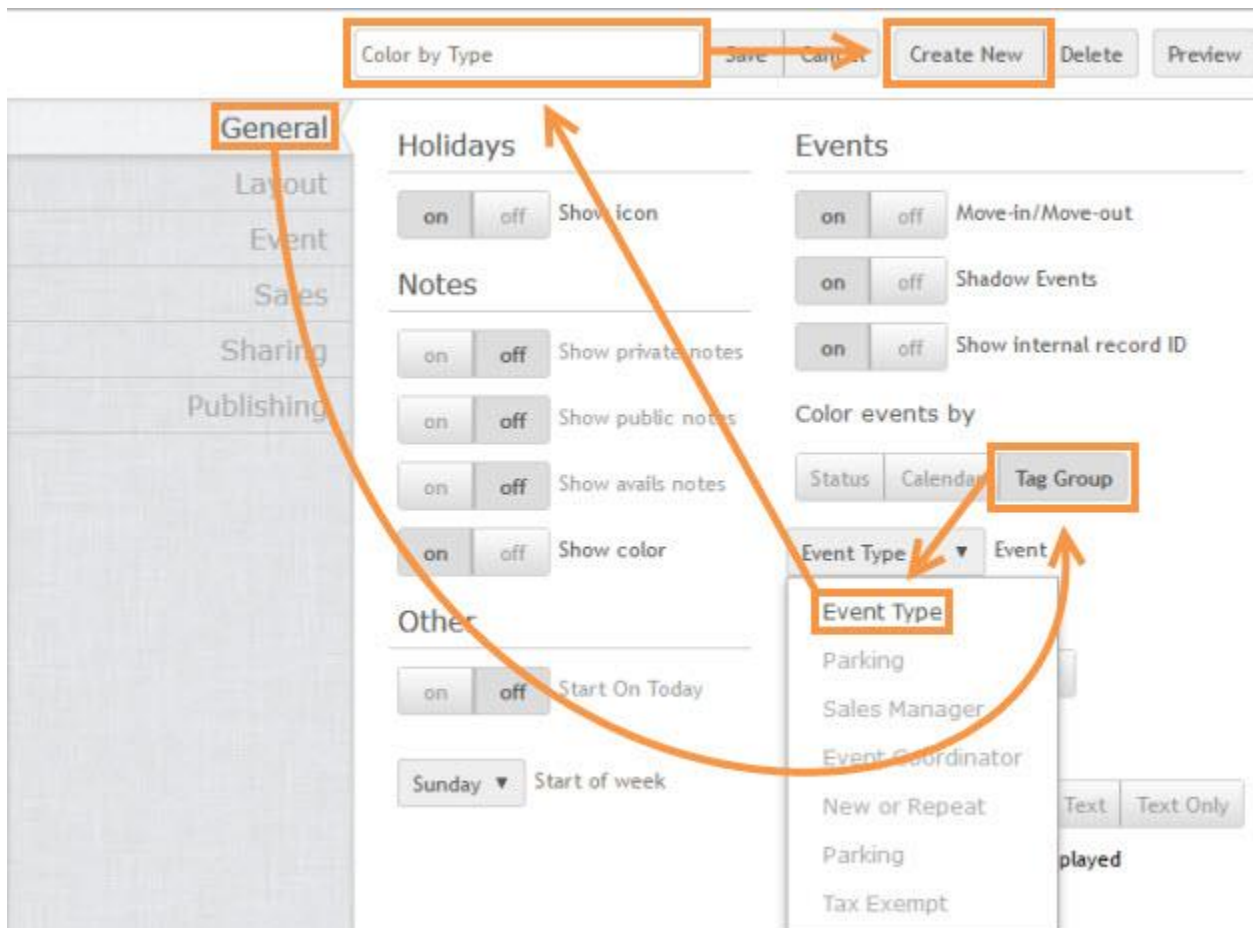 Color by Type
Save
Cancel
Create New
Delete
Preview
General
Layout
Event
Sales
Sharing
Publishing
Holidays
on off Show icon
Notes
on off Show private notes
on off Show public notes
on off Show avails notes
on off Show color
Other
on off Start On Today
Sunday ▼ Start of week
Events
on off Move-in/Move-out
on off Shadow Events
on off Show internal record ID
Color events by
Status Calendar Tag Group
Event Type ▼ Event
Event Type
Parking
Sales Manager
Event Coordinator
New or Repeat
Parking
Tax Exempt
Text Text Only
played